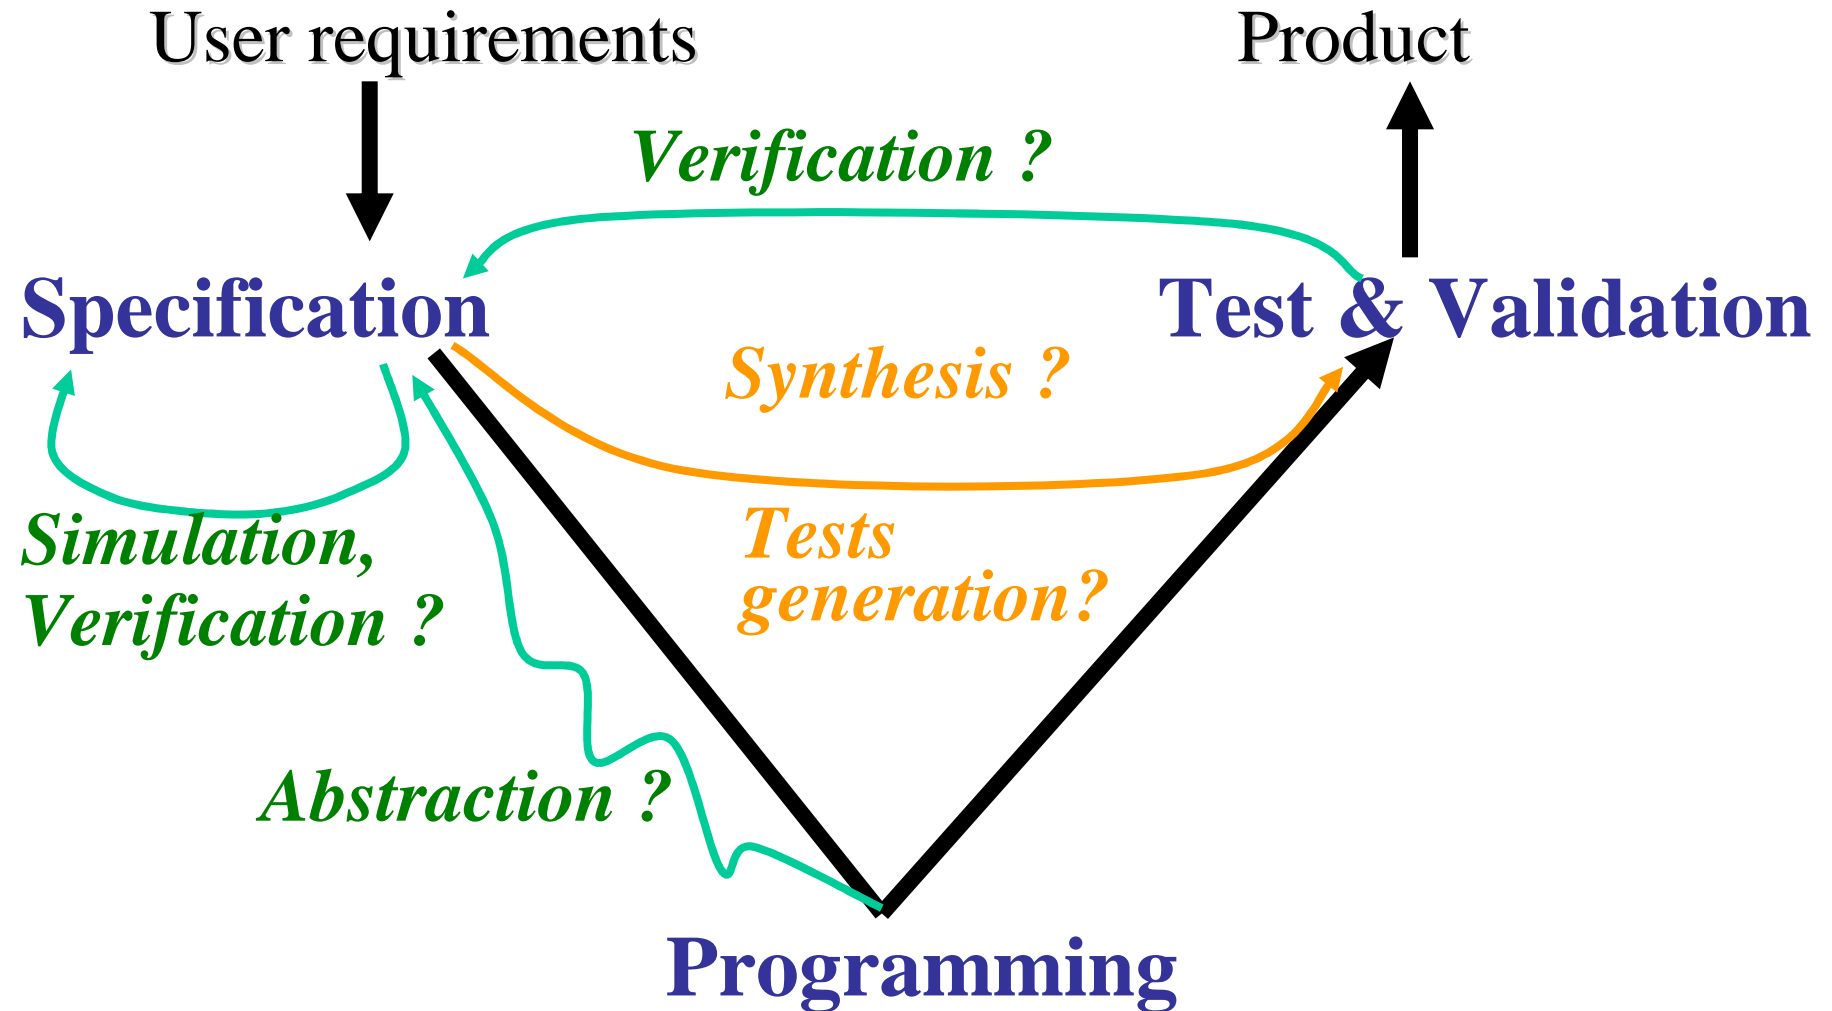 User requirements
Product
Verification ?
Specification
Test & Validation
Synthesis ?
Simulation,
Verification ?
Tests
generation?
Abstraction ?
Programming